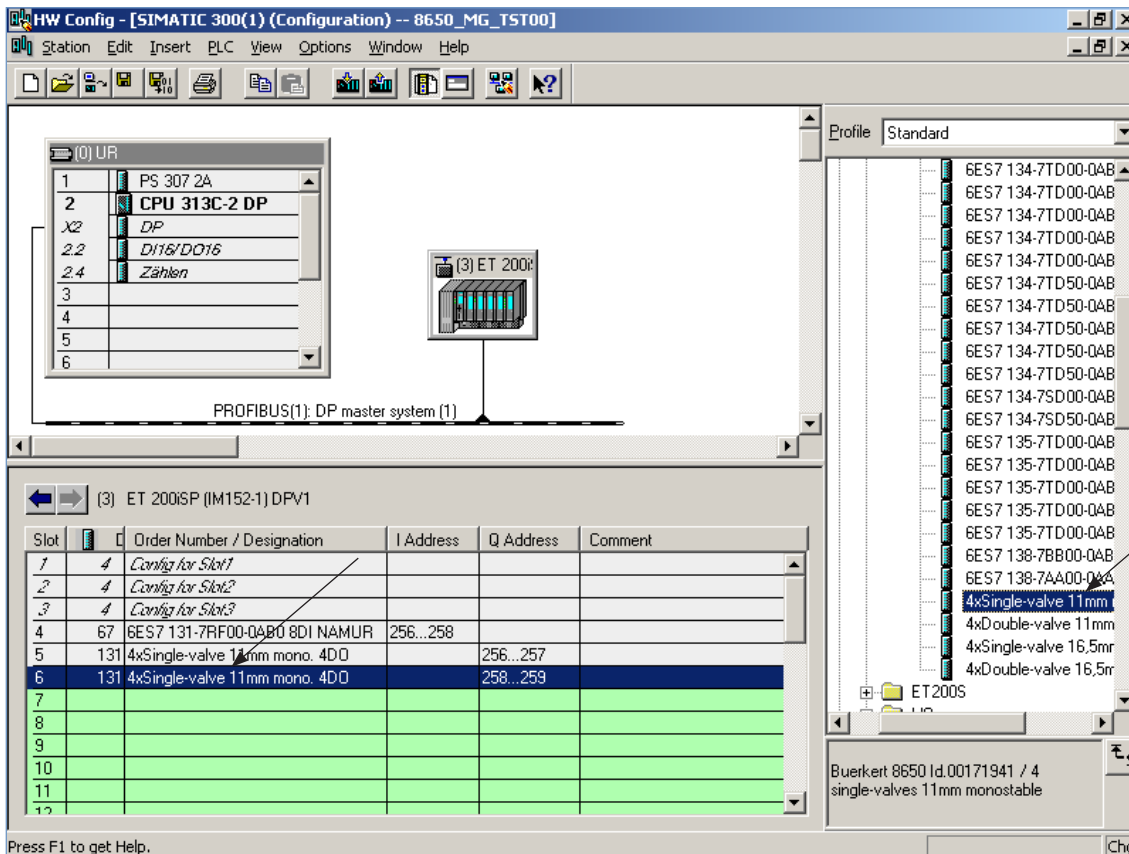 HW Config - [SIMATIC 300(1) (Configuration) -- 8650_MG_TST00]
Station Edit Insert PLC View Options Window Help
(0) UR
1 PS 307 2A
2 CPU 313C-2 DP
X2 DP
2.2 DI16/DO16
2.4 Zählen
3
4
5
6
(3) ET 200iS
PROFIBUS(1): DP master system (1)
Profile Standard
6ES7 134-7TD00-0AB
6ES7 134-7TD00-0AB
6ES7 134-7TD00-0AB
6ES7 134-7TD00-0AB
6ES7 134-7TD00-0AB
6ES7 134-7TD50-0AB
6ES7 134-7TD50-0AB
6ES7 134-7TD50-0AB
6ES7 134-7TD50-0AB
6ES7 134-7TD50-0AB
6ES7 134-7SD00-0AB
6ES7 134-7SD50-0AB
6ES7 135-7TD00-0AB
6ES7 135-7TD00-0AB
6ES7 135-7TD00-0AB
6ES7 135-7TD00-0AB
6ES7 135-7TD00-0AB
6ES7 138-7BB00-0AB
6ES7 138-7AA00-0AA
4xSingle-valve 11mm
4xDouble-valve 11mm
4xSingle-valve 16,5mm
4xDouble-valve 16,5m
ET200S
Buerkert 8650 Id.00171941 / 4
single-valves 11mm monostable
(3) ET 200iSP (IM152-1) DPV1
Slot D Order Number / Designation I Address Q Address Comment
1 4 Config for Slot1
2 4 Config for Slot2
3 4 Config for Slot3
4 67 6ES7 131-7RF00-0AB0 8DI NAMUR 256...258
5 131 4xSingle-valve 11mm mono. 4DO 256...257
6 131 4xSingle-valve 11mm mono. 4DO 258...259
7
8
9
10
11
12
Press F1 to get Help.
Cho